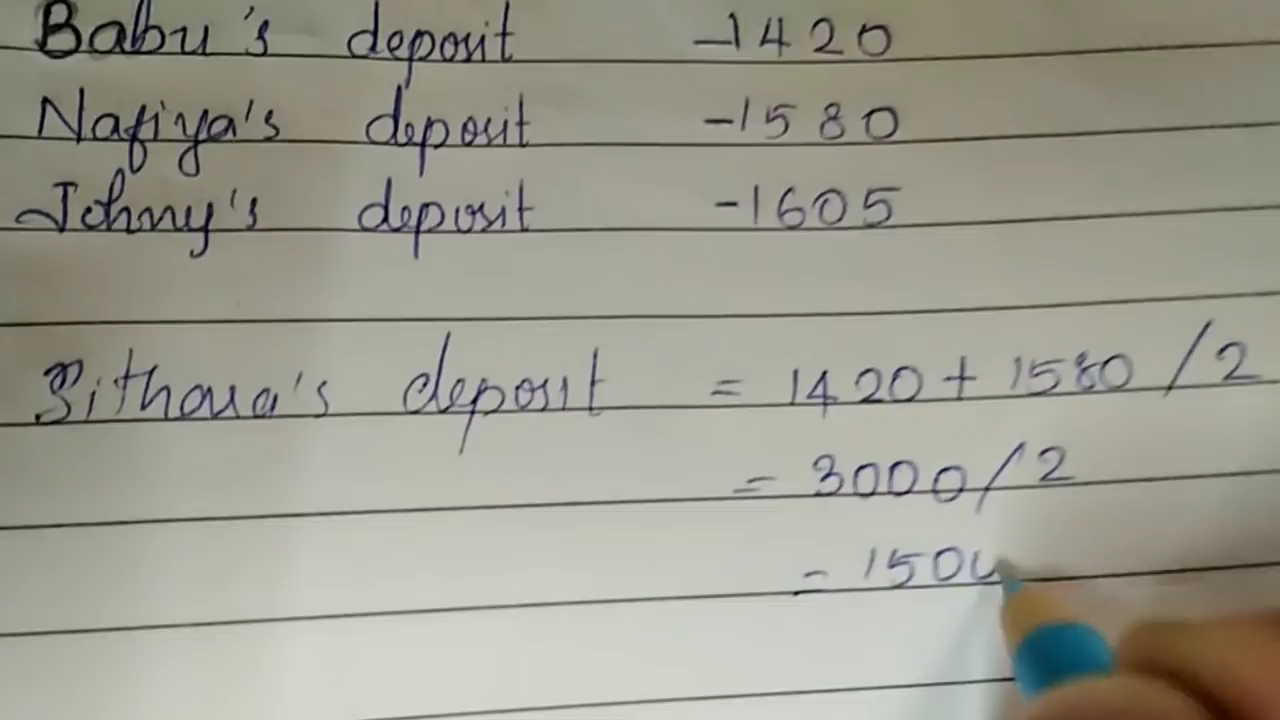 Babu's deposit -1420
Nafiya's deposit -1580
Johny's deposit -1605
Sithara's deposit = 1420 + 1580 / 2
= 3000 / 2
= 1500